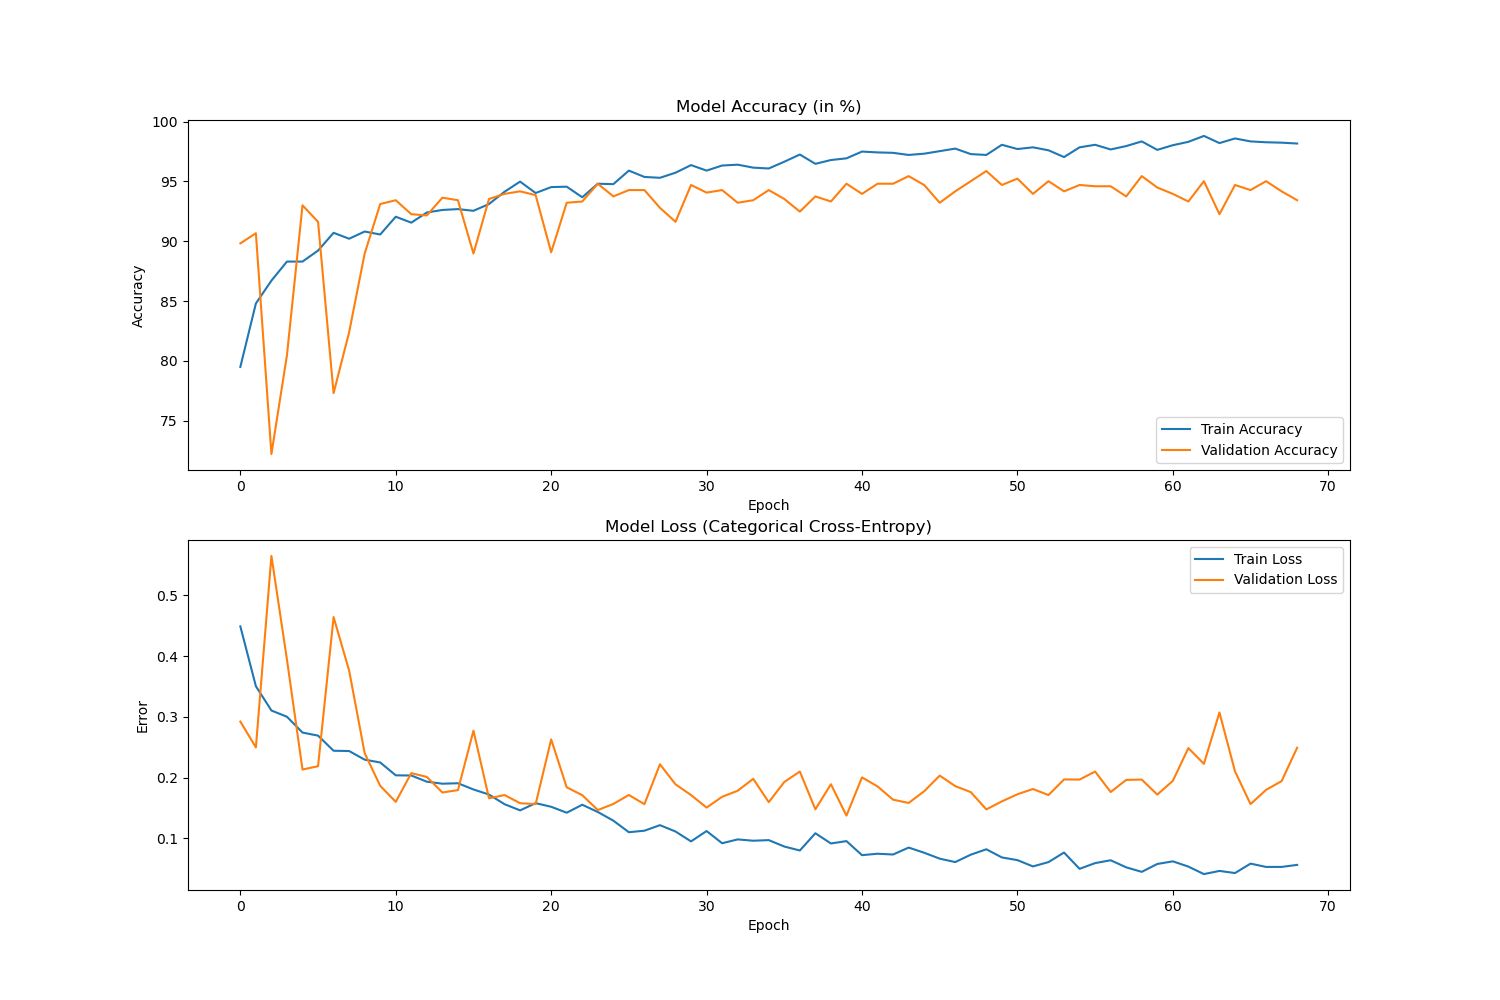 Model Accuracy (in %)
100
95
90
85
80
75
Accuracy
Train Accuracy
Validation Accuracy
0 10 20 30 40 50 60 70
Epoch
Model Loss (Categorical Cross-Entropy)
Train Loss
Validation Loss
0.5
0.4
0.3
0.2
0.1
Error
0 10 20 30 40 50 60 70
Epoch